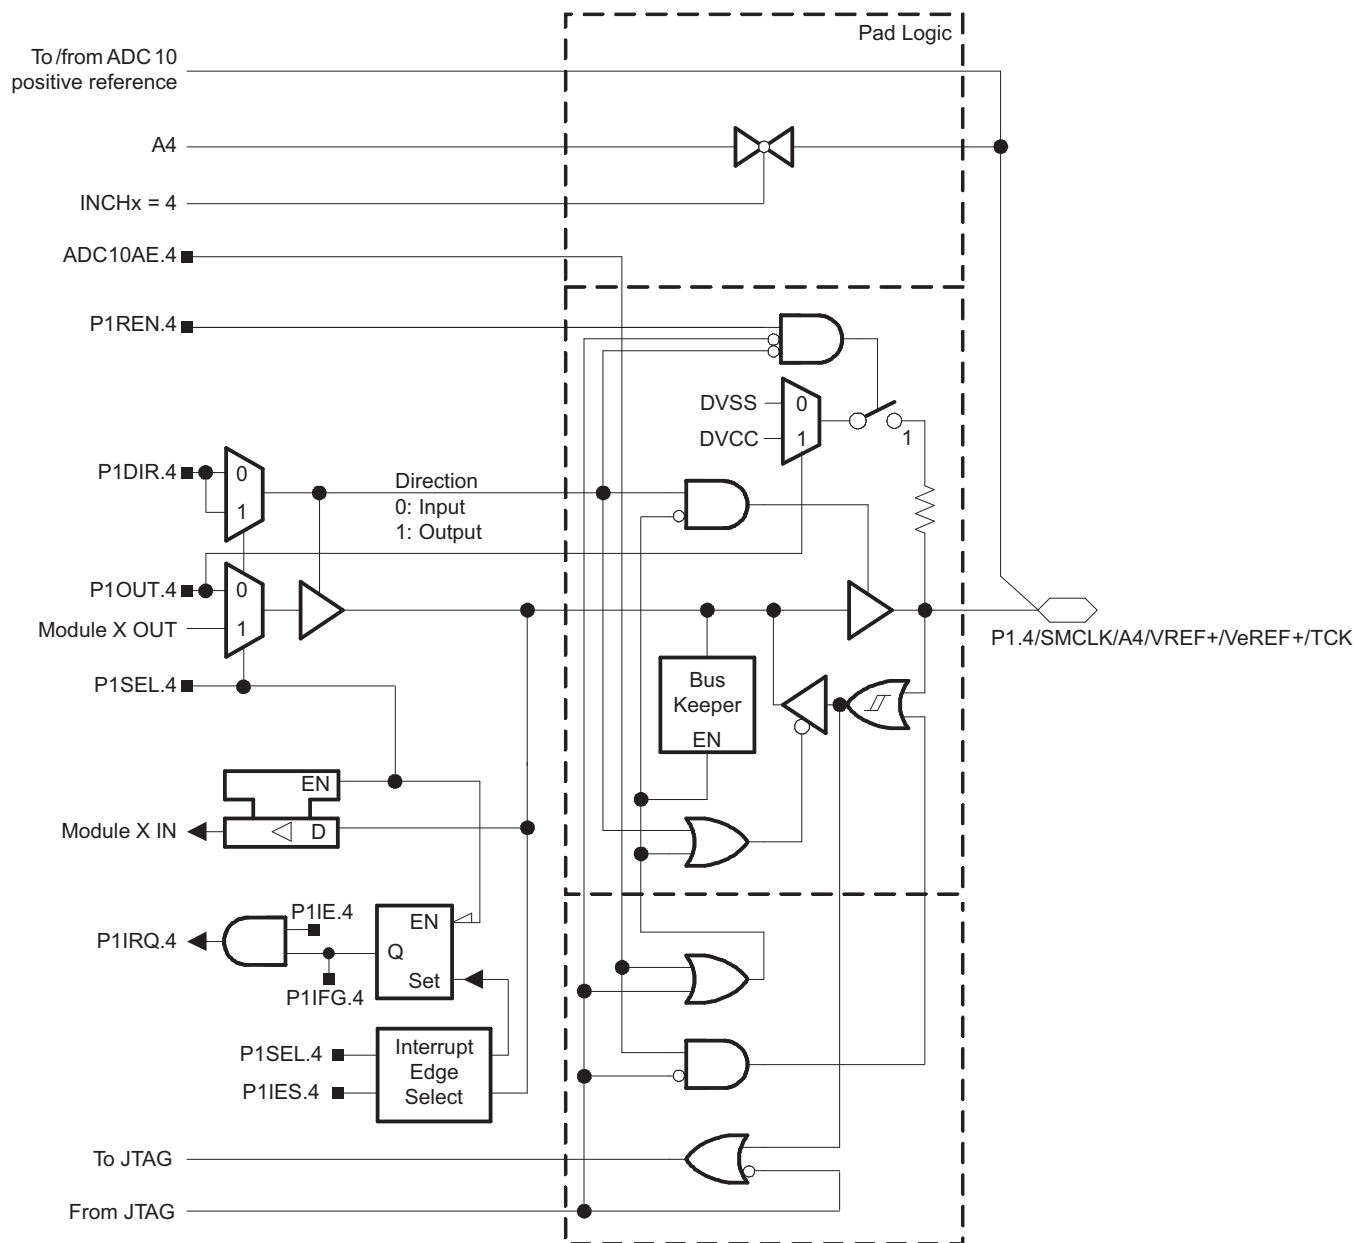 Pad Logic
To/from ADC 10
positive reference
A4
INCHx = 4
ADC10AE.4
P1REN.4
DVSS
0
DVCC
1
1
P1DIR.4
0
1
Direction
0: Input
1: Output
P1OUT.4
0
Module X OUT
1
P1.4/SMCLK/A4/VREF+/VeREF+/TCK
P1SEL.4
Bus
Keeper
EN
EN
Module X IN
D
P1IE.4
EN
P1IRQ.4
Q
Set
P1IFG.4
P1SEL.4
P1IES.4
Interrupt
Edge
Select
To JTAG
From JTAG